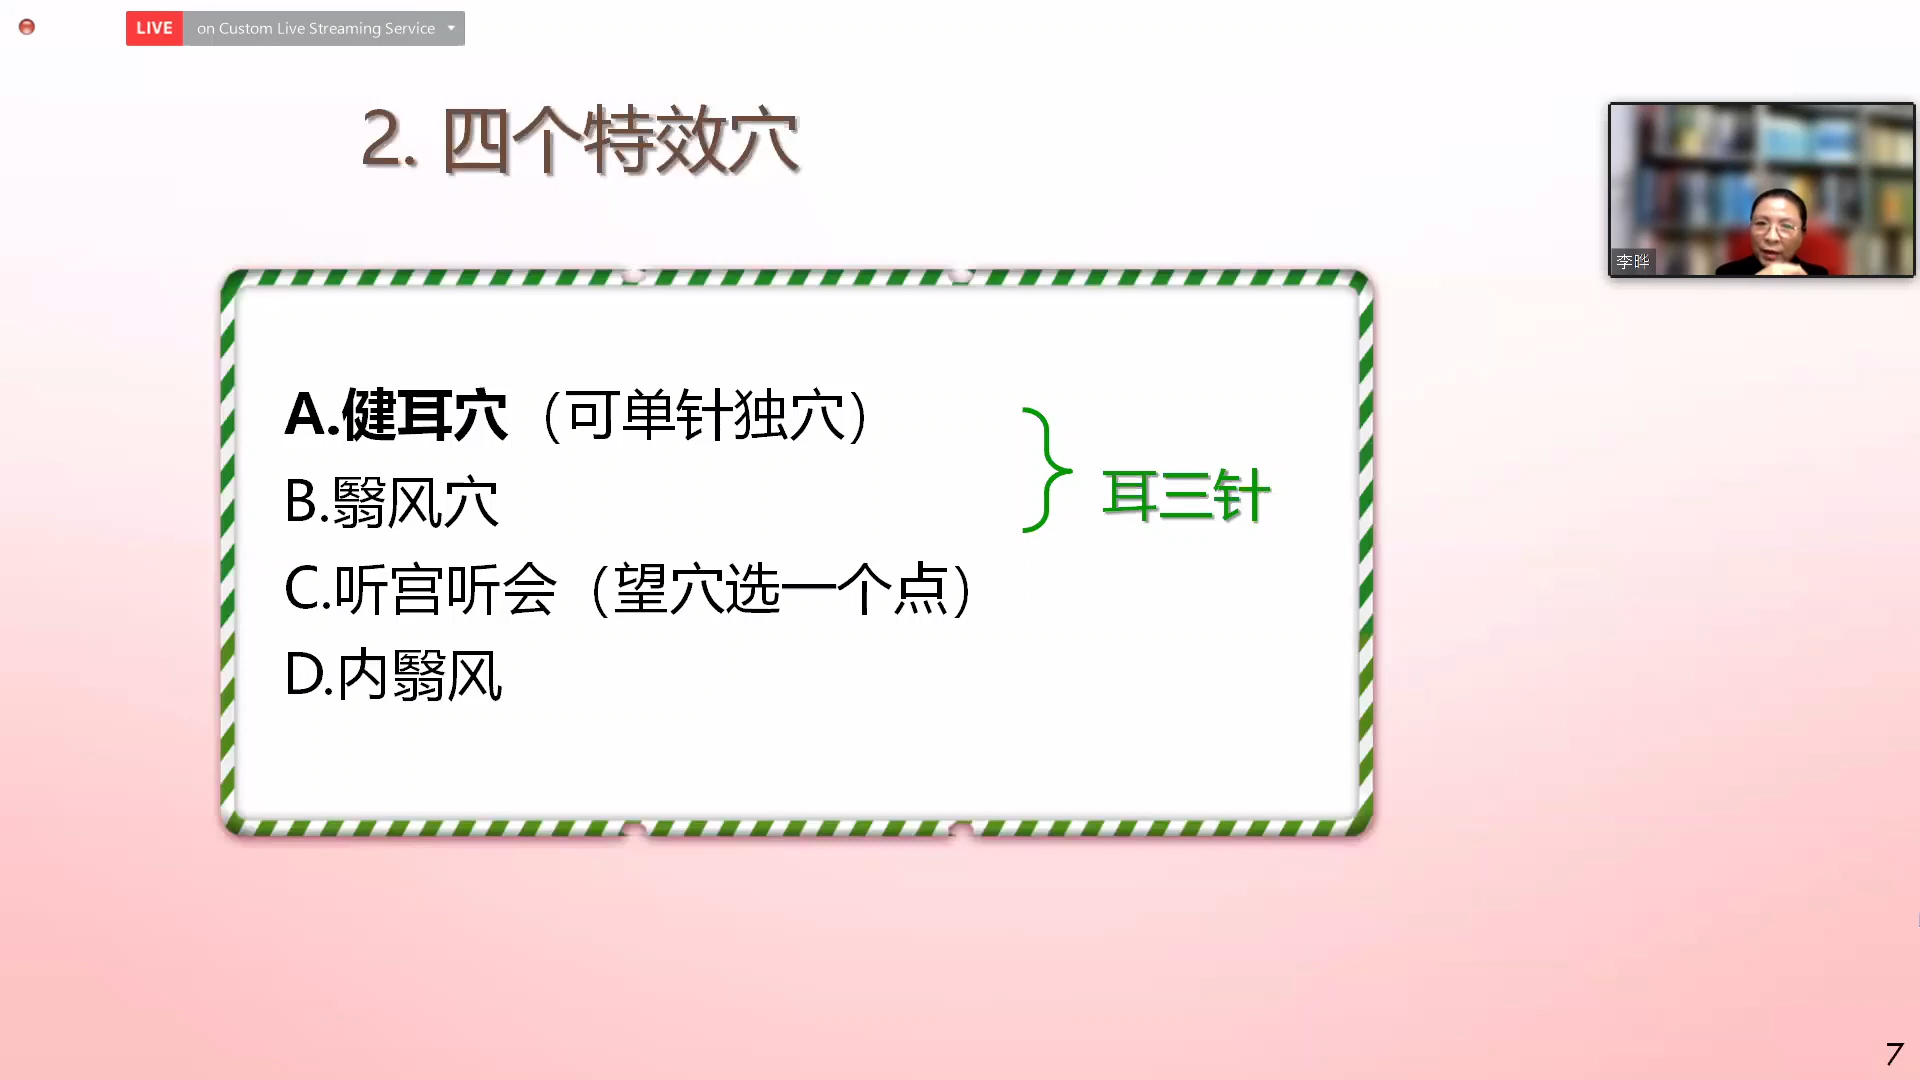 LIVE on Custom Live Streaming Service
2. 四个特效穴
李晔
A.健耳穴（可单针独穴）
B.翳风穴
耳三针
C.听宫听会（望穴选一个点）
D.内翳风
7